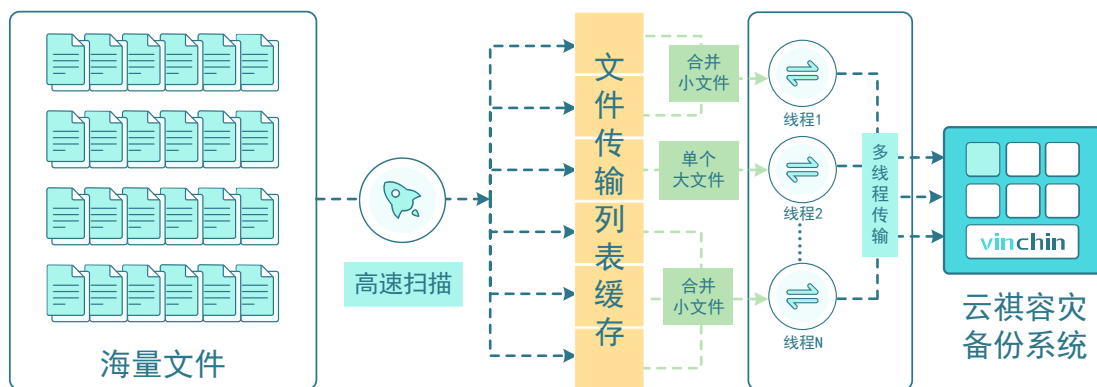 海量文件
高速扫描
文件传输列表缓存
合并
小文件
单个
大文件
合并
小文件
线程1
线程2
线程N
多线程传输
vinchin
云祺容灾
备份系统